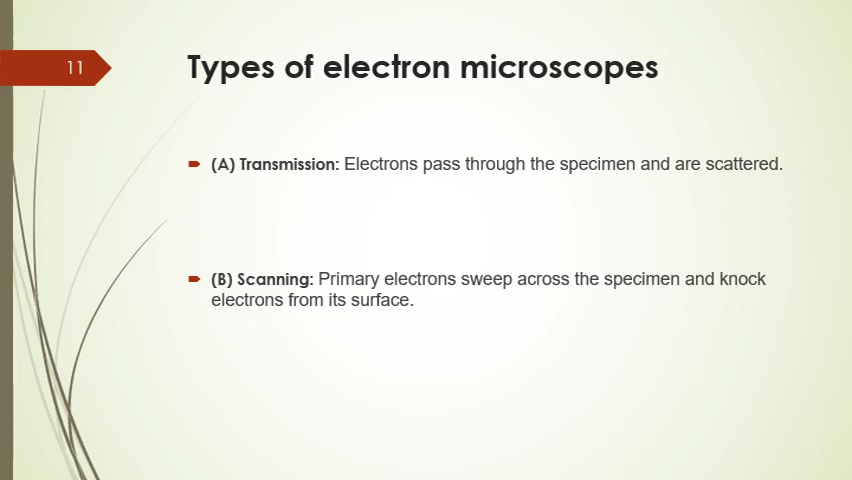 11
Types of electron microscopes
(A) Transmission: Electrons pass through the specimen and are scattered.
(B) Scanning: Primary electrons sweep across the specimen and knock
electrons from its surface.